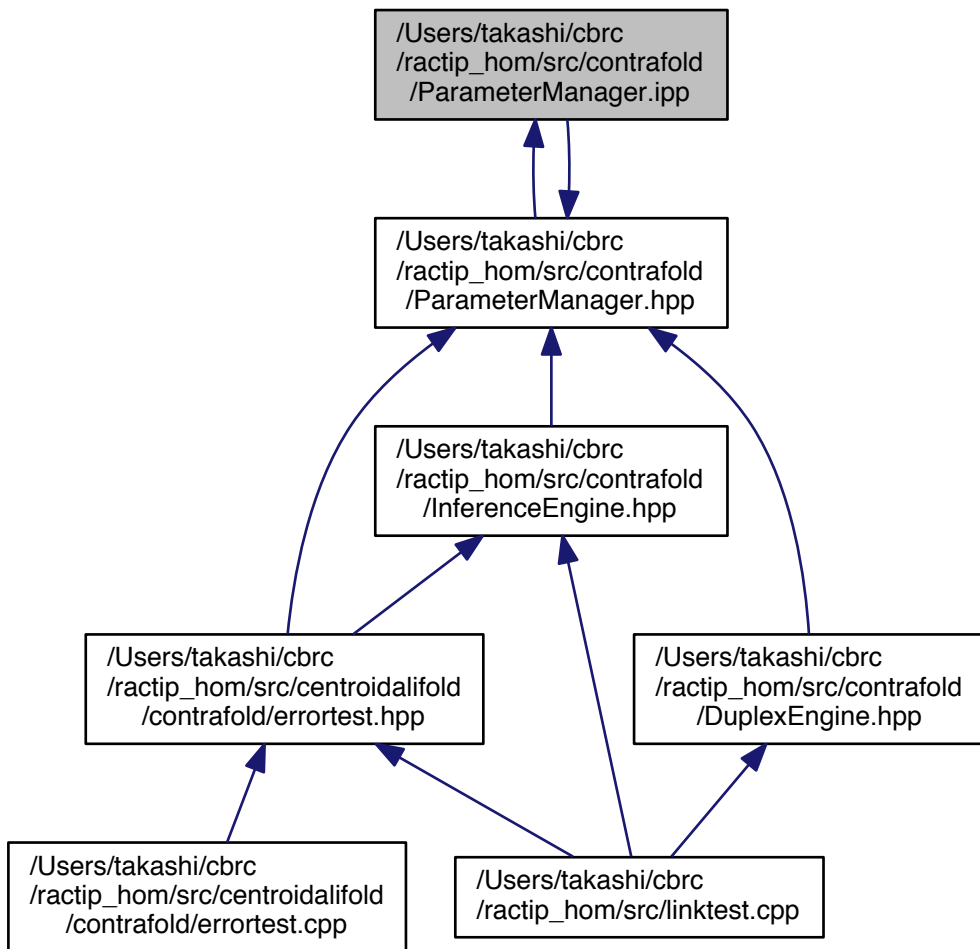 /Users/takashi/cbrc
/ractip_hom/src/contrafold
/ParameterManager.ipp
/Users/takashi/cbrc
/ractip_hom/src/contrafold
/ParameterManager.hpp
/Users/takashi/cbrc
/ractip_hom/src/contrafold
/InferenceEngine.hpp
/Users/takashi/cbrc
/ractip_hom/src/centroidalifold
/contrafold/errortest.hpp
/Users/takashi/cbrc
/ractip_hom/src/contrafold
/DuplexEngine.hpp
/Users/takashi/cbrc
/ractip_hom/src/centroidalifold
/contrafold/errortest.cpp
/Users/takashi/cbrc
/ractip_hom/src/linktest.cpp